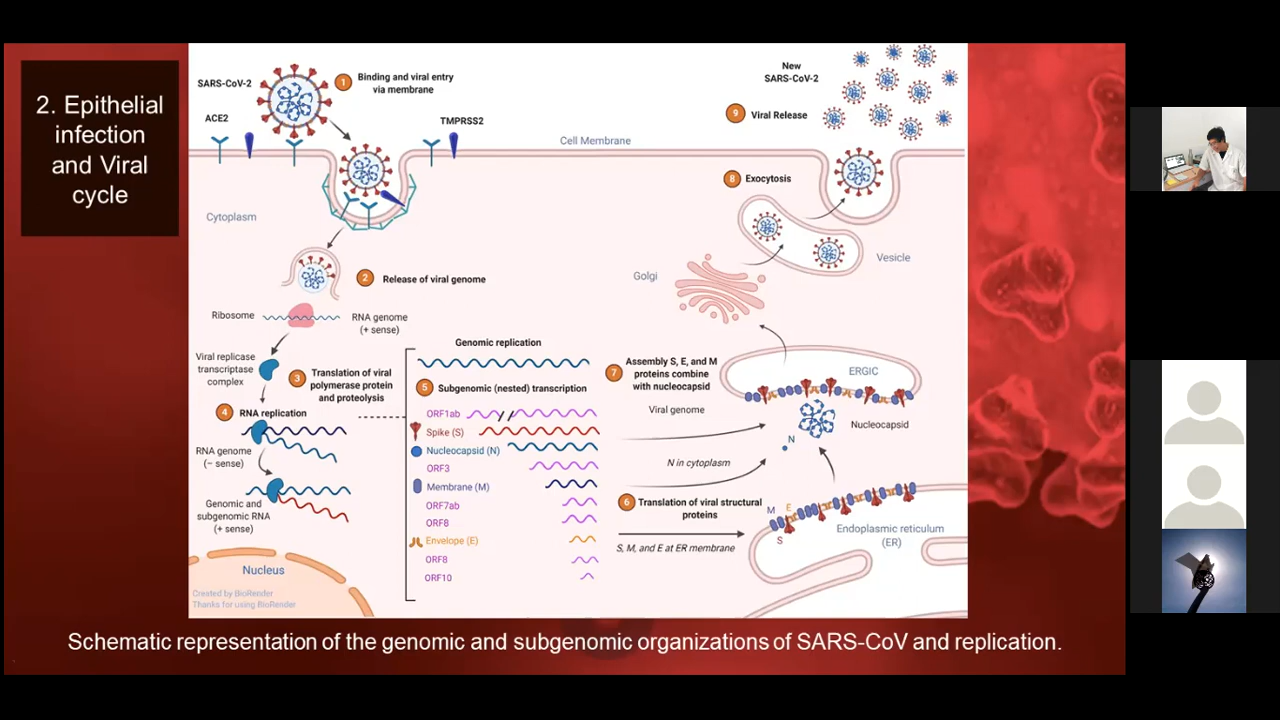 2. Epithelial
infection
and Viral
cycle
SARS-CoV-2
ACE2
1
Binding and viral entry
via membrane
TMPRSS2
Cell Membrane
New
SARS-CoV-2
9
Viral Release
8
Exocytosis
Cytoplasm
Vesicle
Golgi
2
Release of viral genome
Ribosome
RNA genome
(+ sense)
Viral replicase
transcriptase
complex
3
Translation of viral
polymerase protein
and proteolysis
4
RNA replication
RNA genome
(– sense)
Genomic and
subgenomic RNA
(+ sense)
Nucleus
Created by BioRender
Thanks for using BioRender
Genomic replication
5
Subgenomic (nested) transcription
ORF1ab
Spike (S)
Nucleocapsid (N)
ORF3
Membrane (M)
ORF7ab
ORF8
Envelope (E)
ORF8
ORF10
7
Assembly S, E, and M
proteins combine
with nucleocapsid
Viral genome
N in cytoplasm
6
Translation of viral structural
proteins
S, M, and E at ER membrane
ERGIC
Nucleocapsid
N
M
E
S
Endoplasmic reticulum
(ER)
Schematic representation of the genomic and subgenomic organizations of SARS-CoV and replication.